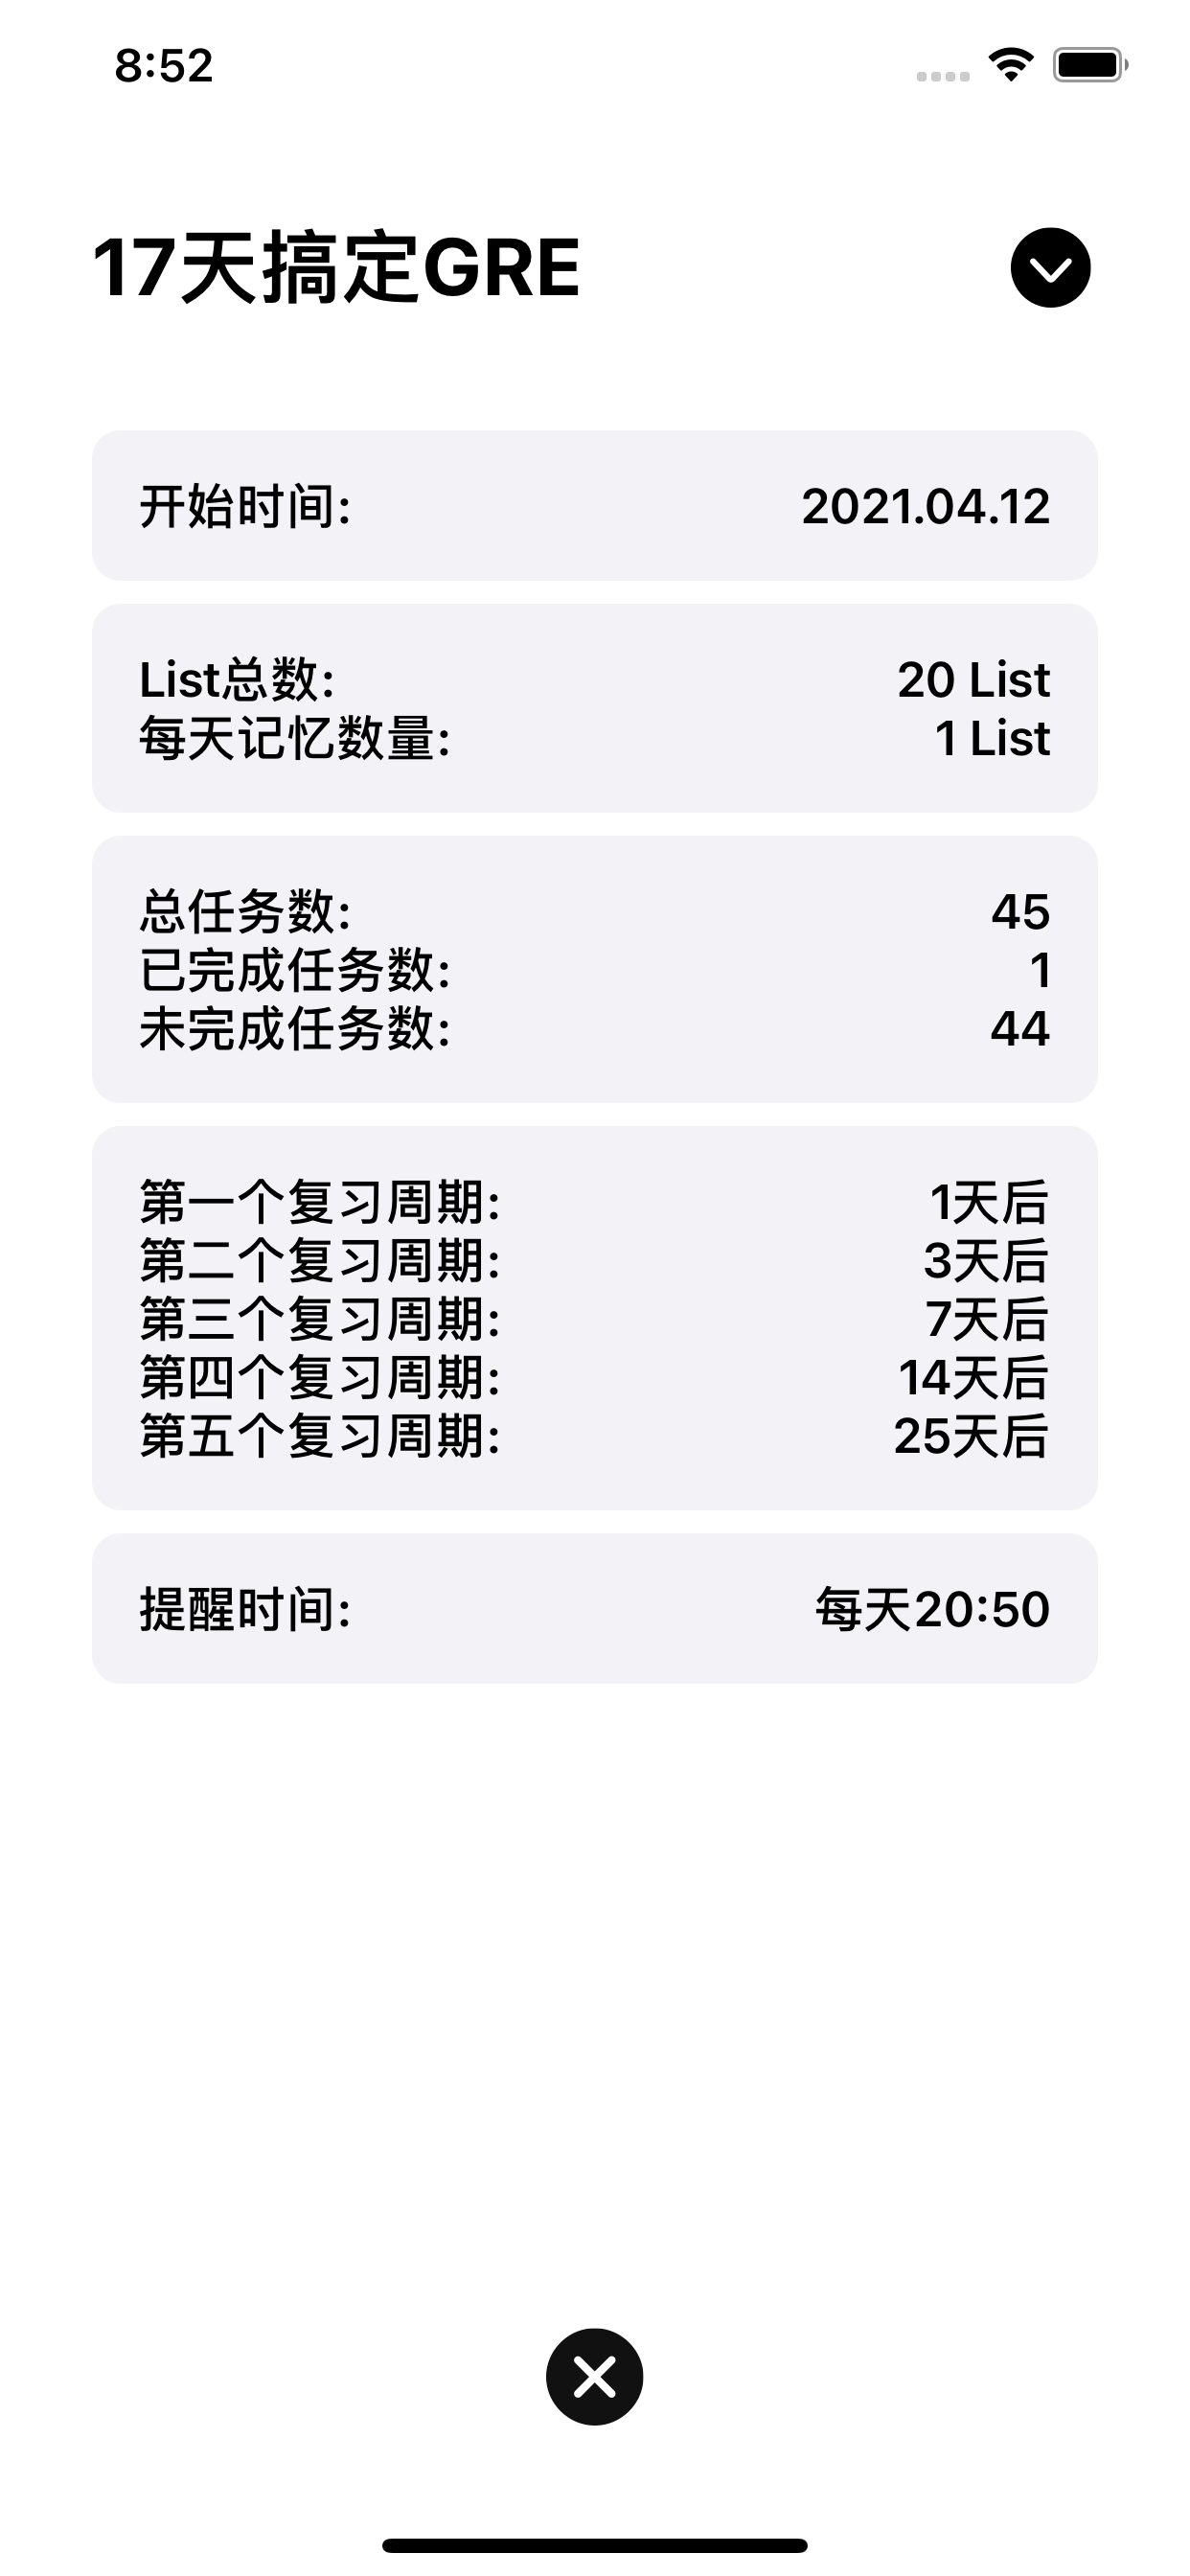 8:52
17天搞定GRE
开始时间: 2021.04.12
List总数: 20 List
每天记忆数量: 1 List
总任务数: 45
已完成任务数: 1
未完成任务数: 44
第一个复习周期: 1天后
第二个复习周期: 3天后
第三个复习周期: 7天后
第四个复习周期: 14天后
第五个复习周期: 25天后
提醒时间: 每天20:50